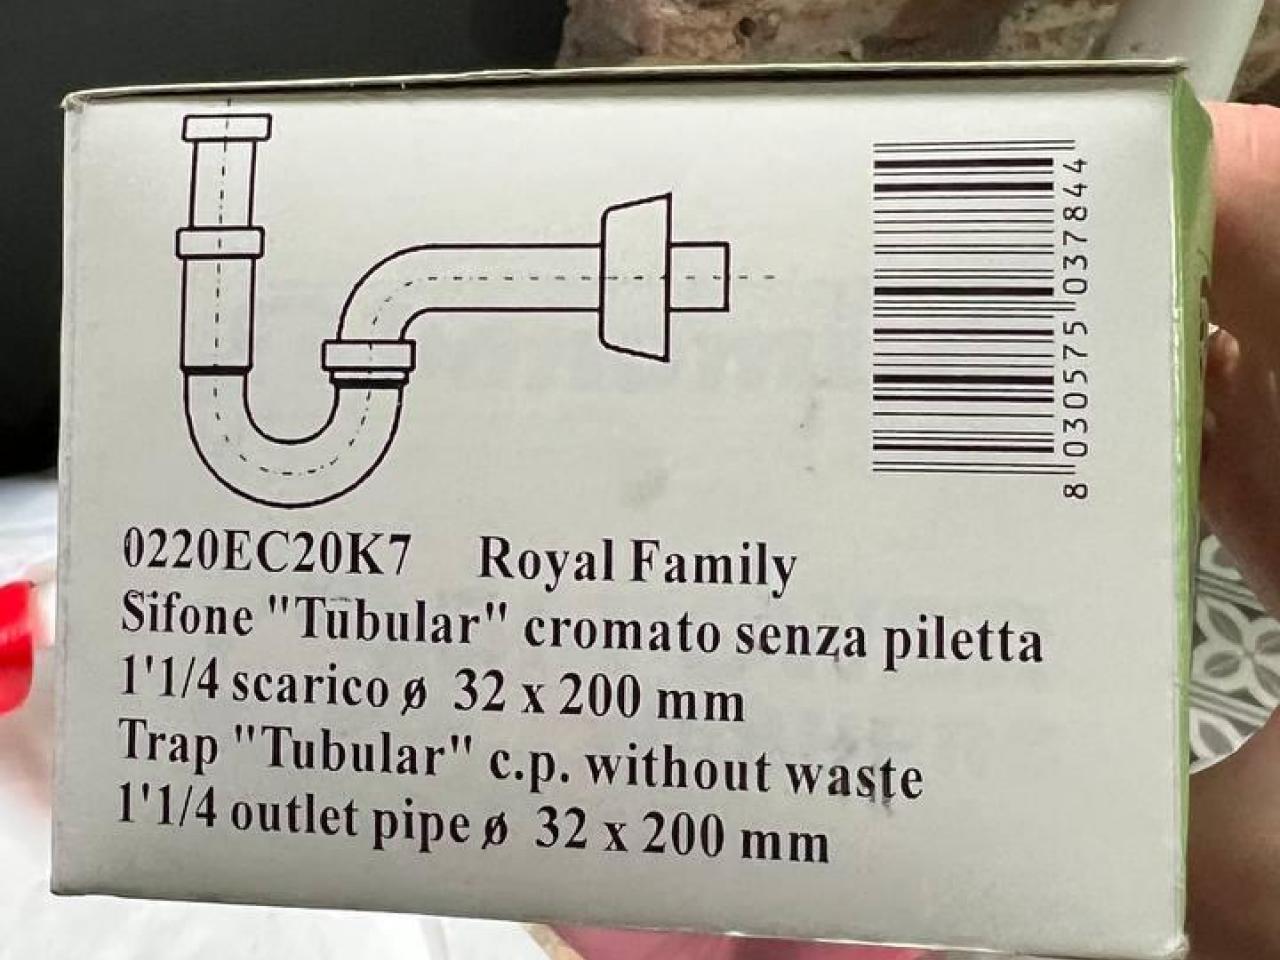 0220EC20K7 Royal Family
Sifone "Tubular" cromato senza piletta
1'1/4 scarico ø 32 x 200 mm
Trap "Tubular" c.p. without waste
1'1/4 outlet pipe ø 32 x 200 mm
8 030575 037844